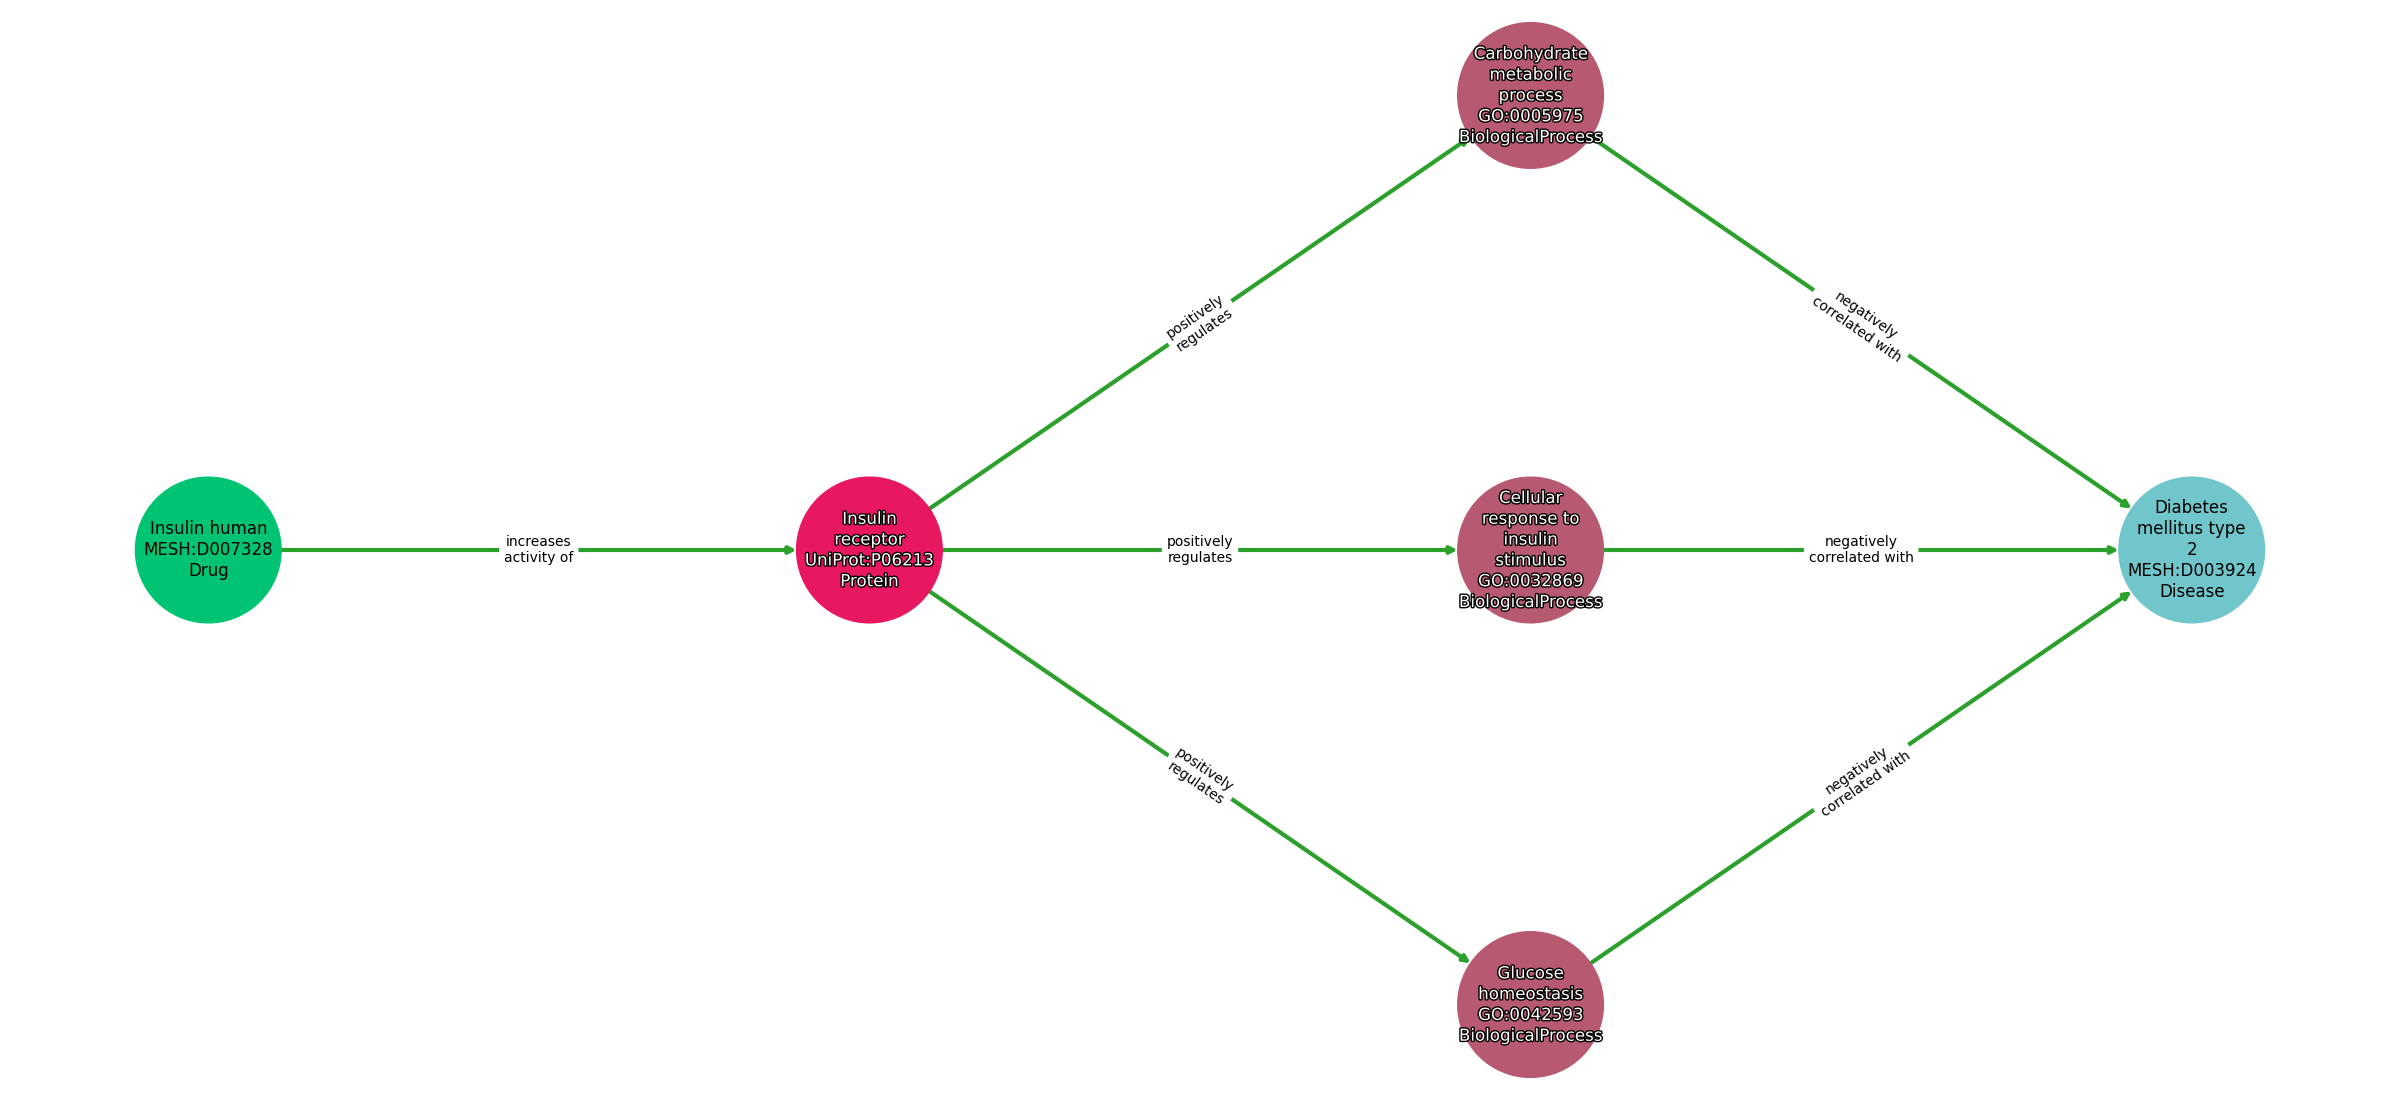 Carbohydrate
metabolic
process
GO:0005975
BiologicalProcess
positively
regulates
negatively
correlated with
Insulin human
MESH:D007328
Drug
increases
activity of
Insulin
receptor
UniProt:P06213
Protein
positively
regulates
Cellular
response to
insulin
stimulus
GO:0032869
BiologicalProcess
negatively
correlated with
Diabetes
mellitus type
2
MESH:D003924
Disease
positively
regulates
negatively
correlated with
Glucose
homeostasis
GO:0042593
BiologicalProcess